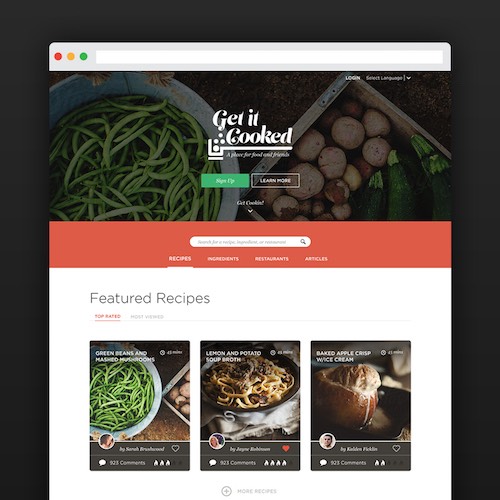 LOGIN Select Language
Get it
Cooked
A place for food and friends
Sign Up LEARN MORE
Get Cookin!
Search for a recipe, ingredient, or restaurant
RECIPES INGREDIENTS RESTAURANTS ARTICLES
Featured Recipes
TOP RATED MOST VIEWED
GREEN BEANS AND
MASHED MUSHROOMS
45 mins
LEMON AND POTATO
SOUP BROTH
45 mins
BAKED APPLE CRISP
W/ICE CREAM
45 mins
by Sarah Brushwood
by Jayne Robinson
by Kalden Ficklin
923 Comments
923 Comments
923 Comments
MORE RECIPES